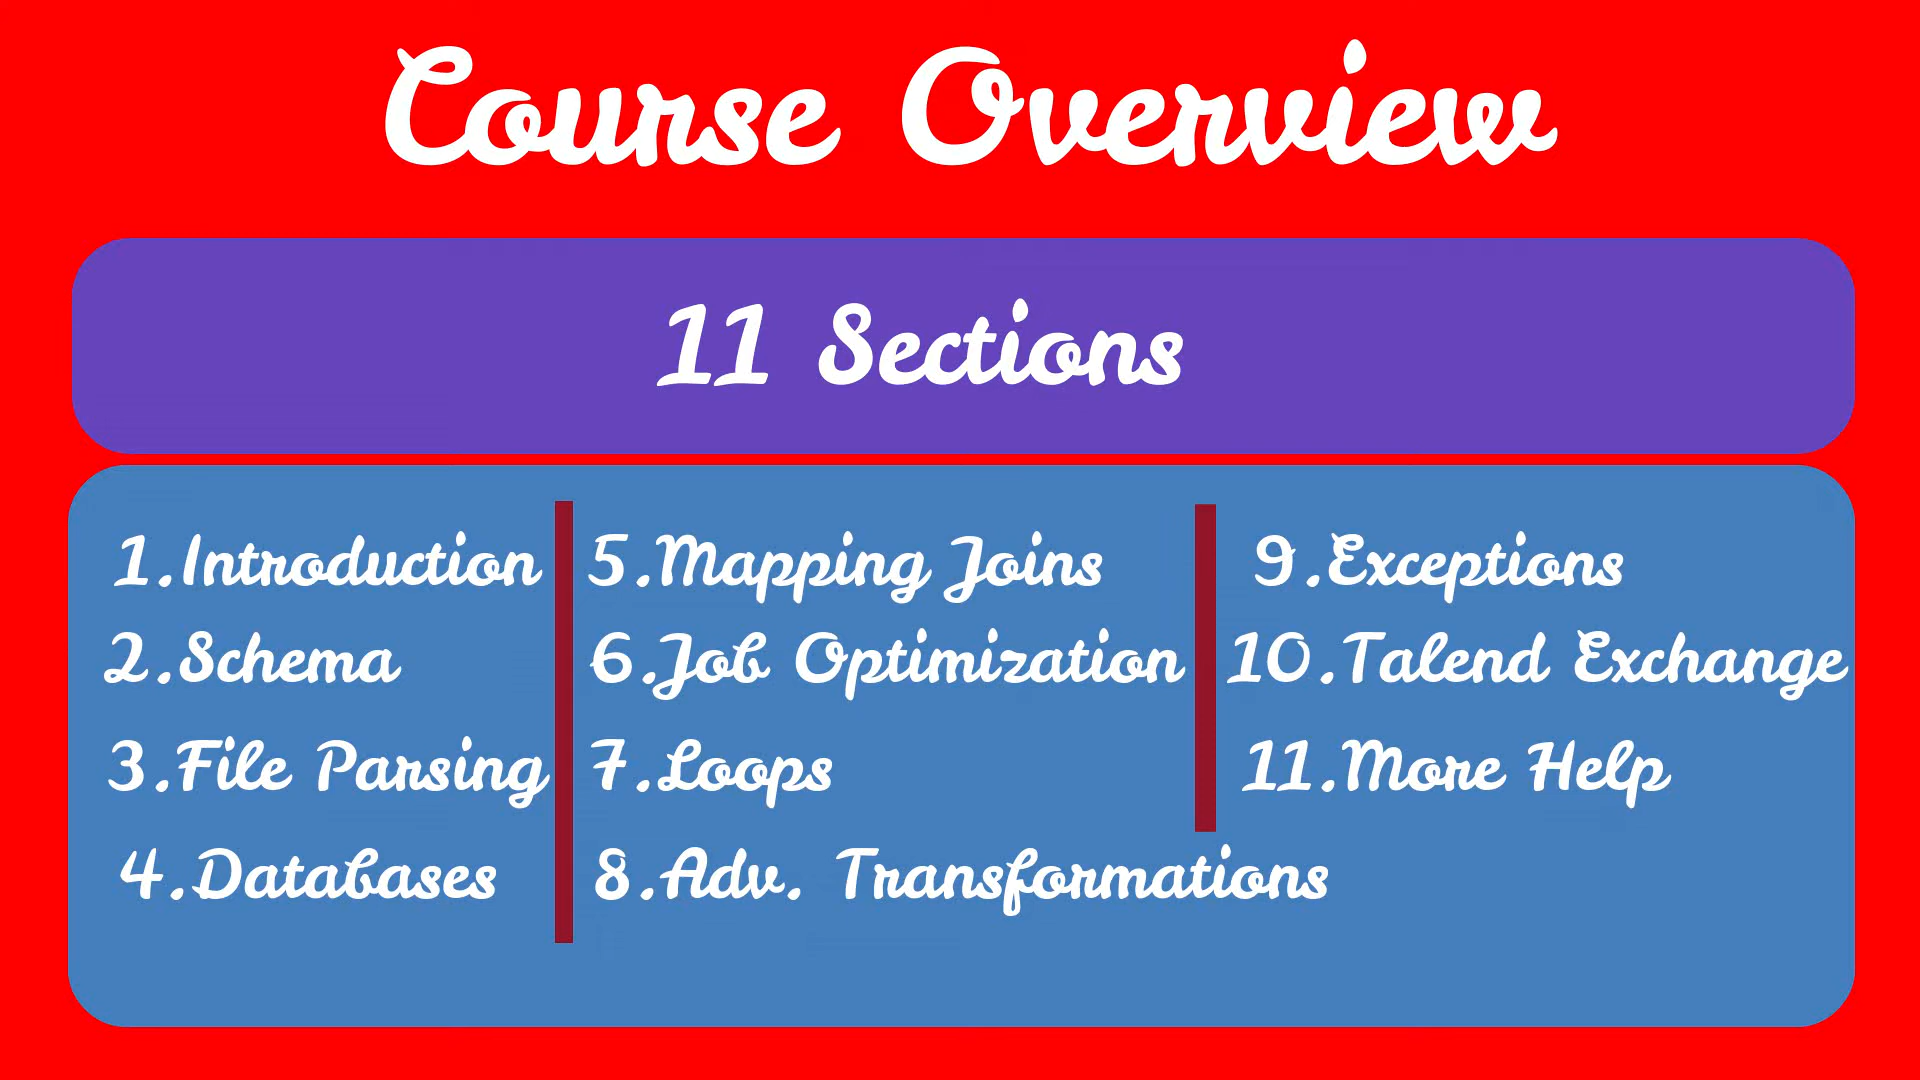 Course Overview
11 Sections
1.Introduction
2.Schema
3.File Parsing
4.Databases
5.Mapping Joins
6.Job Optimization
7.Loops
8.Adv. Transformations
9.Exceptions
10.Talend Exchange
11.More Help